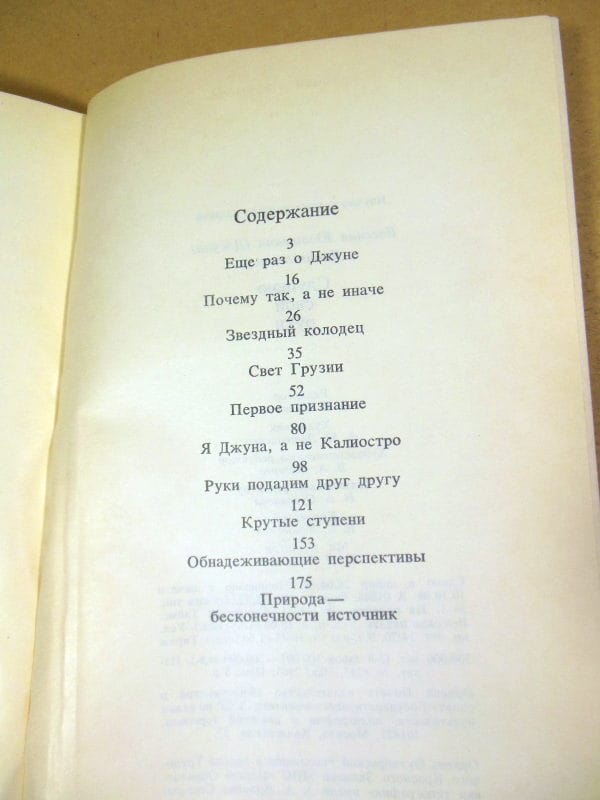 Содержание
3
Еще раз о Джуне
16
Почему так, а не иначе
26
Звездный колодец
35
Свет Грузии
52
Первое признание
80
Я Джуна, а не Калиостро
98
Руки подадим друг другу
121
Крутые ступени
153
Обнадеживающие перспективы
175
Природа—
бесконечности источник